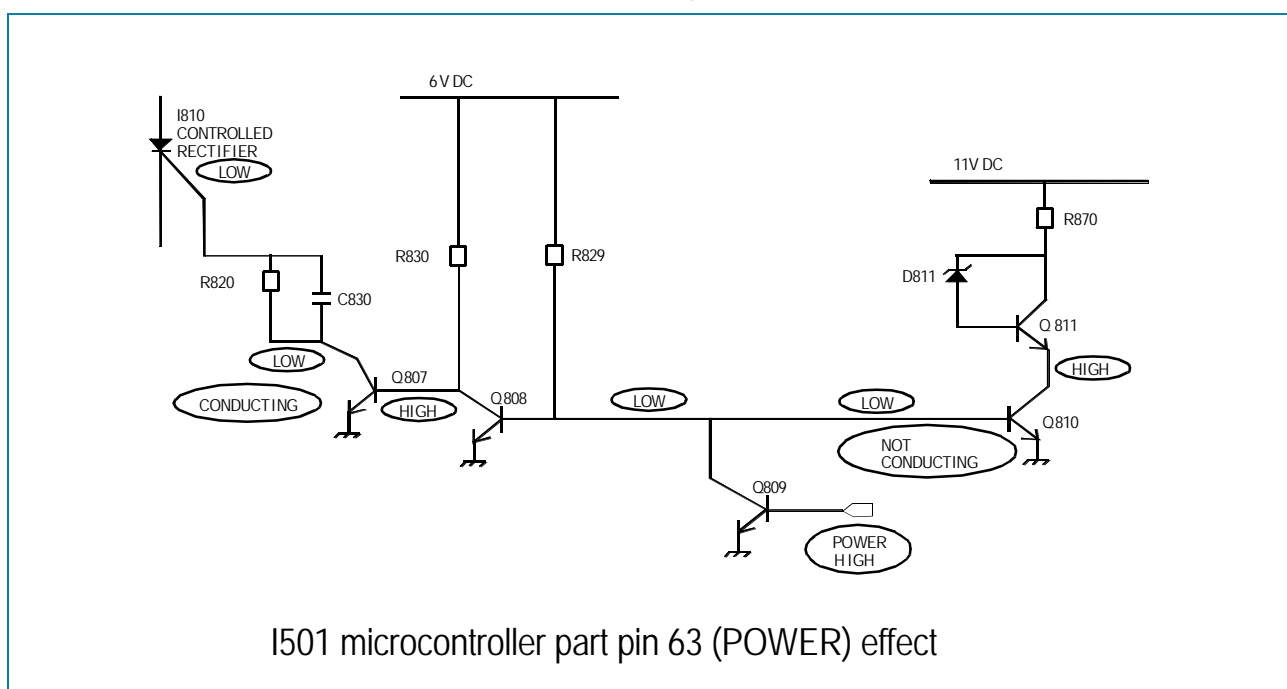 6V DC
I810
CONTROLLED
RECTIFIER
LOW
11V DC
R870
R830
R829
R820
C830
D811
Q 811
LOW
Q807
HIGH
CONDUCTING
HIGH
Q808
LOW
LOW
Q810
NOT
CONDUCTING
Q809
POWER
HIGH
I501 microcontroller part pin 63 (POWER) effect